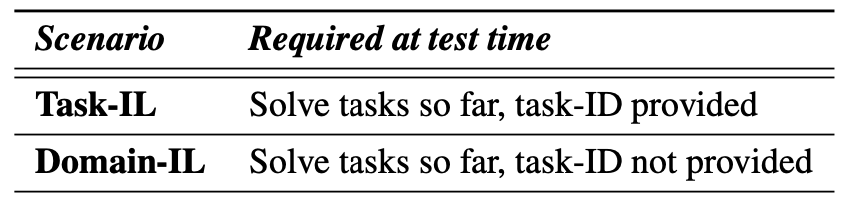 Scenario Required at test time
Task-IL Solve tasks so far, task-ID provided
Domain-IL Solve tasks so far, task-ID not provided